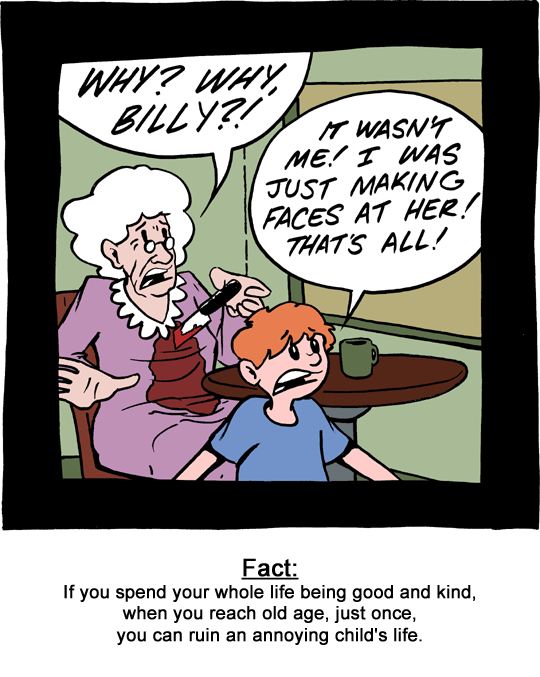 WHY? WHY,
BILLY?!
IT WASN'T
ME! I WAS
JUST MAKING
FACES AT HER!
THAT'S ALL!
Fact:
If you spend your whole life being good and kind,
when you reach old age, just once,
you can ruin an annoying child's life.